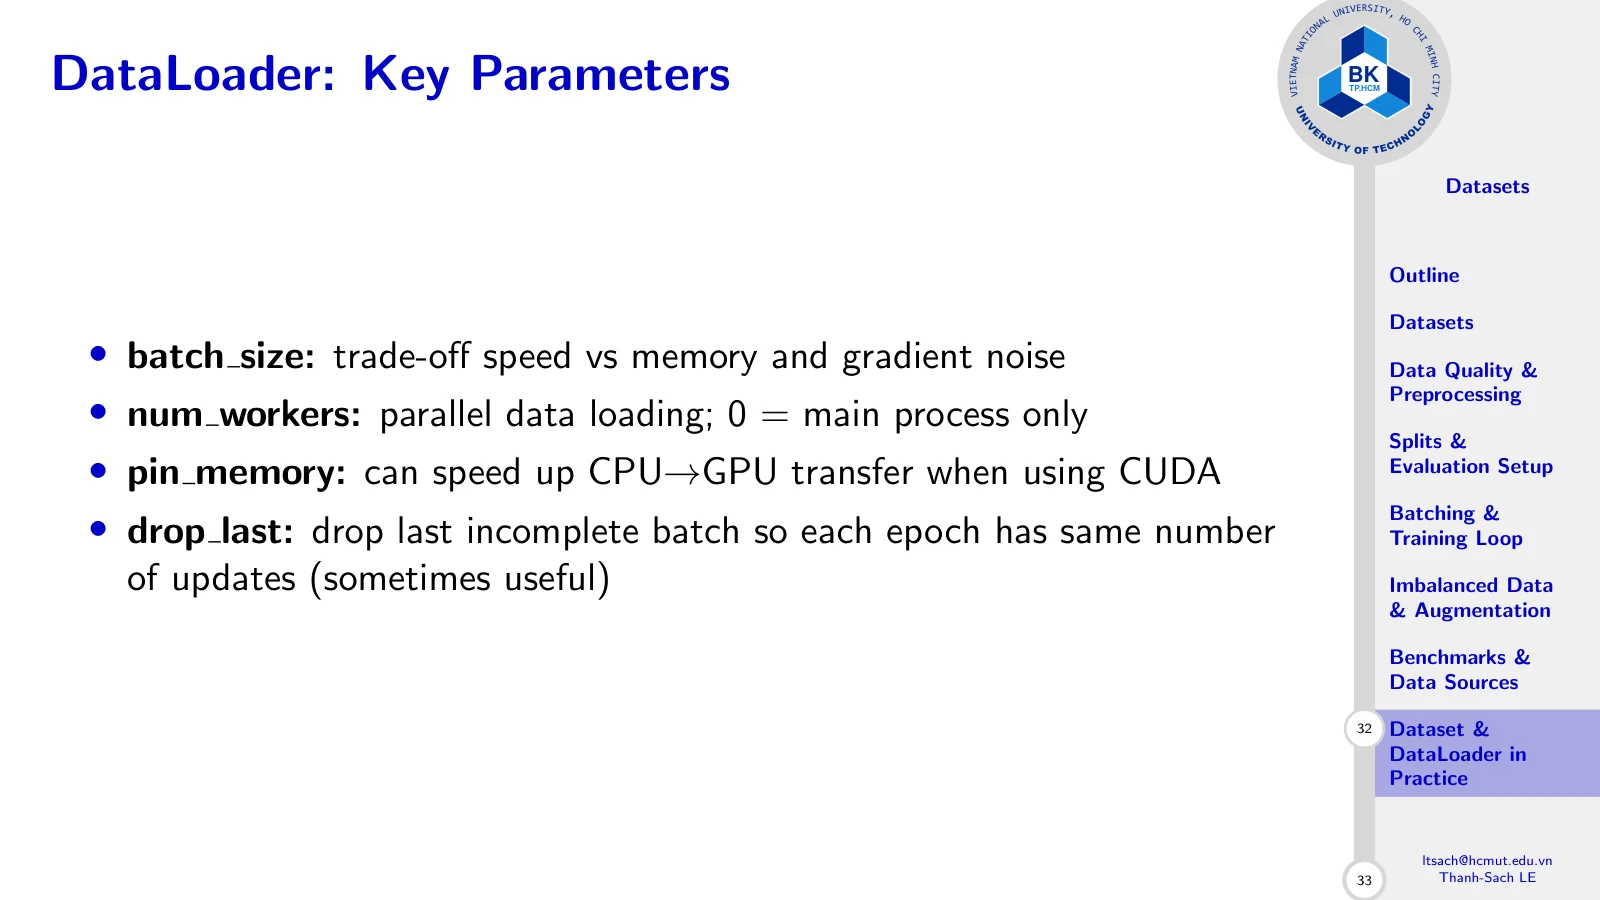 DataLoader: Key Parameters
VIETNAM NATIONAL UNIVERSITY, HO CHI MINH CITY
BK
TP.HCM
UNIVERSITY OF TECHNOLOGY
• batch_size: trade-off speed vs memory and gradient noise
• num_workers: parallel data loading; 0 = main process only
• pin_memory: can speed up CPU→GPU transfer when using CUDA
• drop_last: drop last incomplete batch so each epoch has same number
of updates (sometimes useful)
Datasets
Outline
Datasets
Data Quality &
Preprocessing
Splits &
Evaluation Setup
Batching &
Training Loop
Imbalanced Data
& Augmentation
Benchmarks &
Data Sources
32
Dataset &
DataLoader in
Practice
ltsach@hcmut.edu.vn
Thanh-Sach LE
33